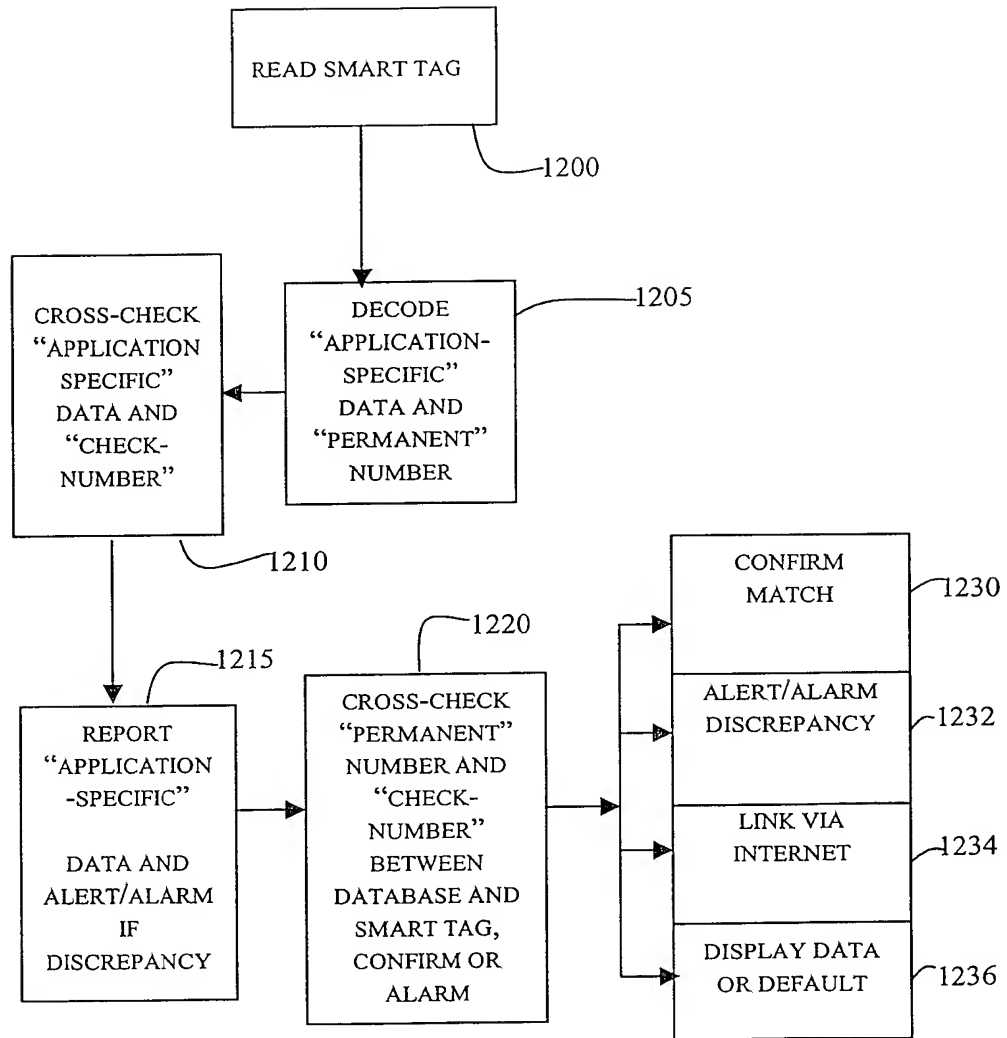 READ SMART TAG
1200
DECODE
“APPLICATION-
SPECIFIC”
DATA AND
“PERMANENT”
NUMBER
1205
CROSS-CHECK
“APPLICATION
SPECIFIC”
DATA AND
“CHECK-
NUMBER”
1210
REPORT
“APPLICATION
-SPECIFIC”
DATA AND
ALERT/ALARM
IF
DISCREPANCY
1215
CROSS-CHECK
“PERMANENT”
NUMBER AND
“CHECK-
NUMBER”
BETWEEN
DATABASE AND
SMART TAG,
CONFIRM OR
ALARM
1220
CONFIRM
MATCH
1230
ALERT/ALARM
DISCREPANCY
1232
LINK VIA
INTERNET
1234
DISPLAY DATA
OR DEFAULT
1236